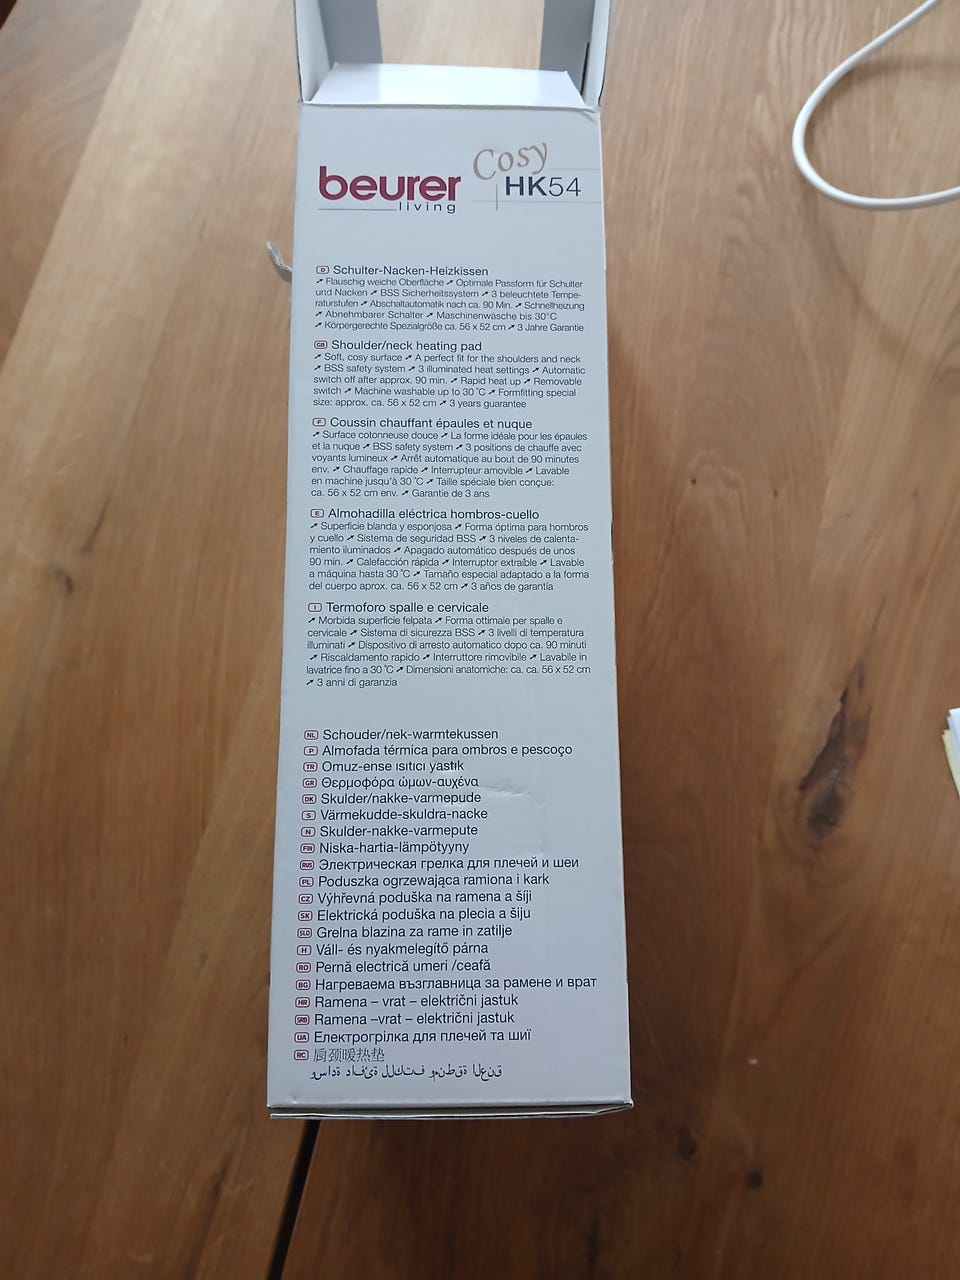 beurer
living
Cosy
HK54
D Schulter-Nacken-Heizkissen
➚ Flauschig weiche Oberfläche ➚ Optimale Passform für Schulter
und Nacken ➚ BSS Sicherheitssystem ➚ 3 beleuchtete Tempe-
raturstufen ➚ Abschaltautomatik nach ca. 90 Min. ➚ Schnellheizung
➚ Abnehmbarer Schalter ➚ Maschinenwäsche bis 30°C
➚ Körpergerechte Spezialgröße ca. 56 x 52 cm ➚ 3 Jahre Garantie
GB Shoulder/neck heating pad
➚ Soft, cosy surface ➚ A perfect fit for the shoulders and neck
➚ BSS safety system ➚ 3 illuminated heat settings ➚ Automatic
switch off after approx. 90 min. ➚ Rapid heat up ➚ Removable
switch ➚ Machine washable up to 30 ˚C ➚ Formfitting special
size: approx. ca. 56 x 52 cm ➚ 3 years guarantee
F Coussin chauffant épaules et nuque
➚ Surface cotonneuse douce ➚ La forme idéale pour les épaules
et la nuque ➚ BSS safety system ➚ 3 positions de chauffe avec
voyants lumineux ➚ Arrêt automatique au bout de 90 minutes
env. ➚ Chauffage rapide ➚ Interrupteur amovible ➚ Lavable
en machine jusqu'à 30 ˚C ➚ Taille spéciale bien conçue:
ca. 56 x 52 cm env. ➚ Garantie de 3 ans
E Almohadilla eléctrica hombros-cuello
➚ Superficie blanda y esponjosa ➚ Forma óptima para hombros
y cuello ➚ Sistema de seguridad BSS ➚ 3 niveles de calenta-
miento iluminados ➚ Apagado automático después de unos
90 min. ➚ Calefacción rápida ➚ Interruptor extraíble ➚ Lavable
a máquina hasta 30 ˚C ➚ Tamaño especial adaptado a la forma
del cuerpo aprox. ca. 56 x 52 cm ➚ 3 años de garantía
I Termoforo spalle e cervicale
➚ Morbida superficie felpata ➚ Forma ottimale per spalle e
cervicale ➚ Sistema di sicurezza BSS ➚ 3 livelli di temperatura
illuminati ➚ Dispositivo di arresto automatico dopo ca. 90 minuti
➚ Riscaldamento rapido ➚ Interruttore rimovibile ➚ Lavabile in
lavatrice fino a 30 ˚C ➚ Dimensioni anatomiche: ca. ca. 56 x 52 cm
➚ 3 anni di garanzia
NL Schouder/nek-warmtekussen
P Almofada térmica para ombros e pescoço
TR Omuz-ense ısıtıcı yastık
GR Θερμοφόρα ώμων-αυχένα
DK Skulder/nakke-varmepude
S Värmekudde-skuldra-nacke
N Skulder-nakke-varmepute
FIN Niska-hartia-lämpötyyny
RUS Электрическая грелка для плечей и шеи
PL Poduszka ogrzewająca ramiona i kark
CZ Výhřevná poduška na ramena a šíji
SK Elektrická poduška na plecia a šiju
SLO Grelna blazina za rame in zatilje
H Váll- és nyakmelegítő párna
RO Pernă electrică umeri /ceafă
BG Нагреваема възглавница за рамене и врат
HR Ramena – vrat – električni jastuk
SRB Ramena –vrat – električni jastuk
UA Електрогрілка для плечей та шиї
RC 肩颈暖热垫
وسادة دافئة للكتف ومنطقة العنق